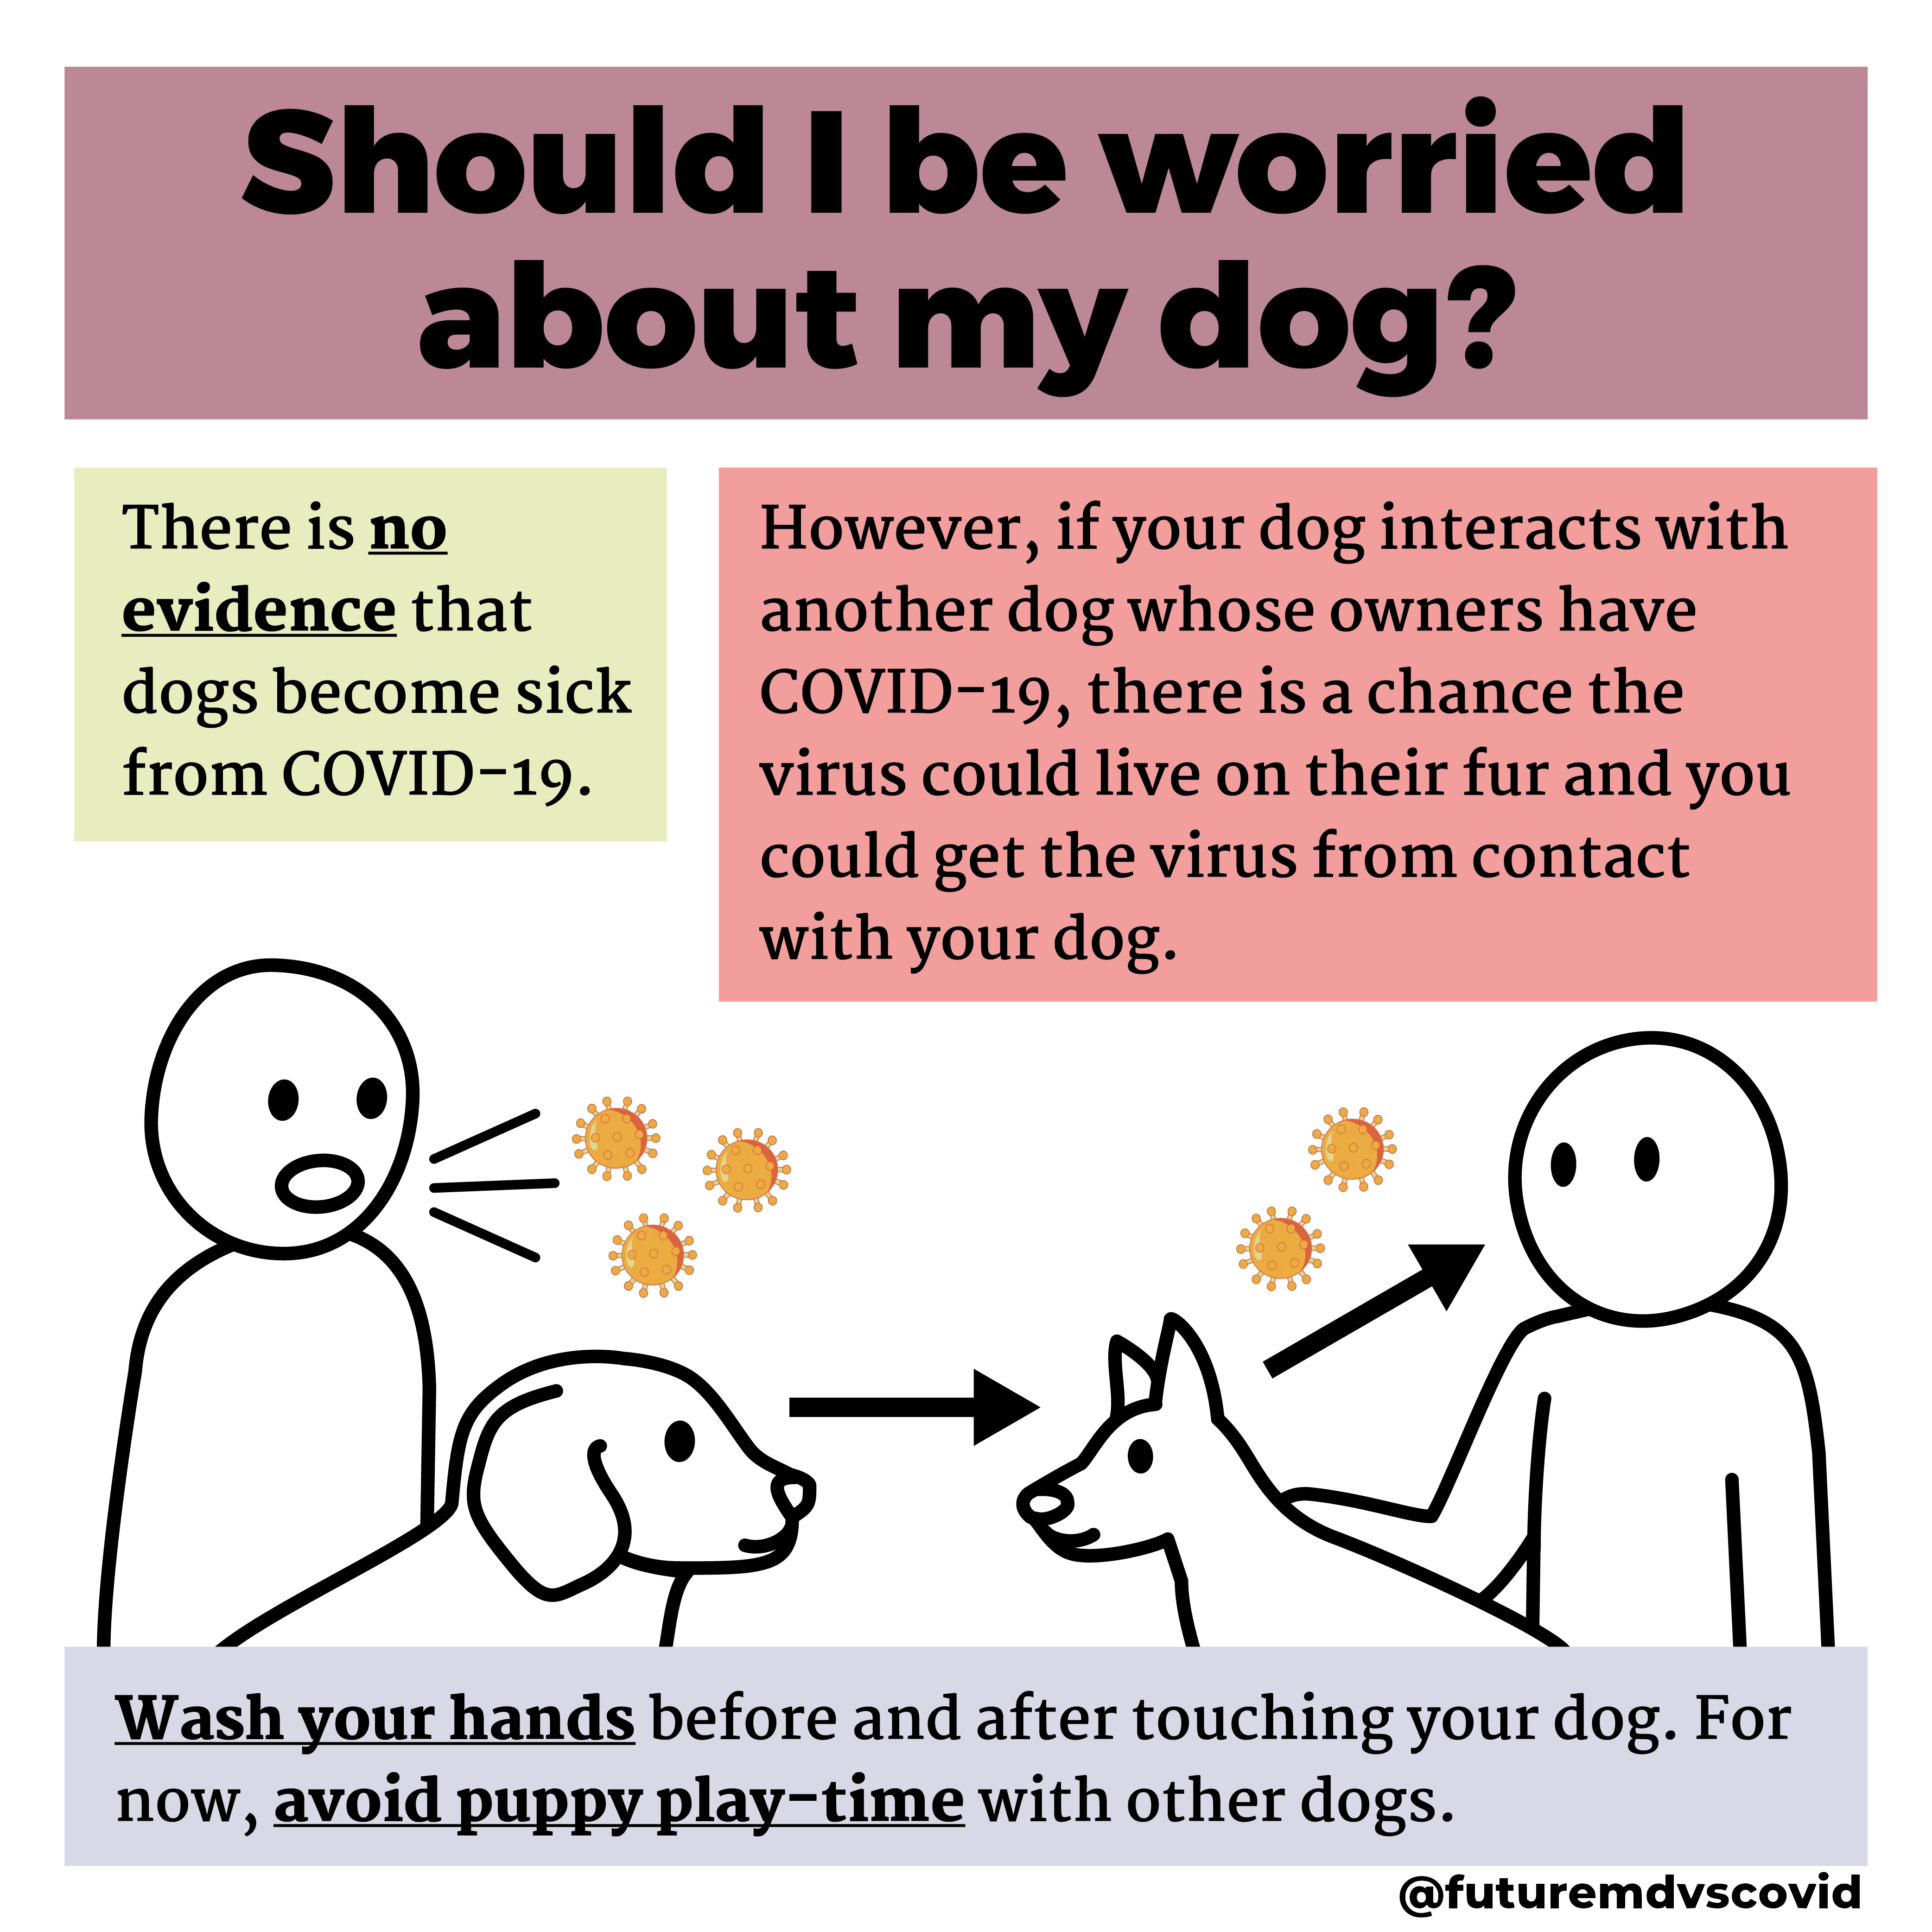 Should I be worried
about my dog?
There is no
evidence that
dogs become sick
from COVID-19.
However, if your dog interacts with
another dog whose owners have
COVID-19, there is a chance the
virus could live on their fur and you
could get the virus from contact
with your dog.
Wash your hands before and after touching your dog. For
now, avoid puppy play-time with other dogs.
@futuremdvscovid